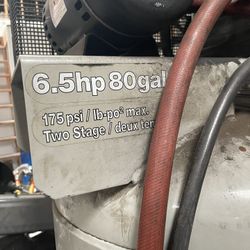 6.5hp 80gal
175 psi / lb-po² max.
Two Stage / deux